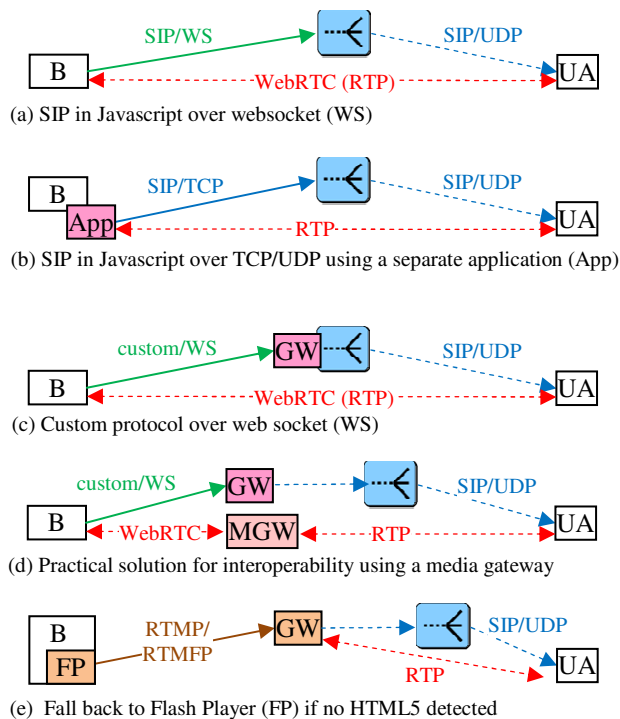 SIP/WS
SIP/UDP
B
WebRTC (RTP)
UA
(a) SIP in Javascript over websocket (WS)
B
SIP/TCP
SIP/UDP
App
RTP
UA
(b) SIP in Javascript over TCP/UDP using a separate application (App)
custom/WS
GW
SIP/UDP
B
WebRTC (RTP)
UA
(c) Custom protocol over web socket (WS)
custom/WS
GW
SIP/UDP
B
WebRTC
MGW
RTP
UA
(d) Practical solution for interoperability using a media gateway
B
RTMP/
RTMFP
GW
SIP/UDP
FP
RTP
UA
(e) Fall back to Flash Player (FP) if no HTML5 detected